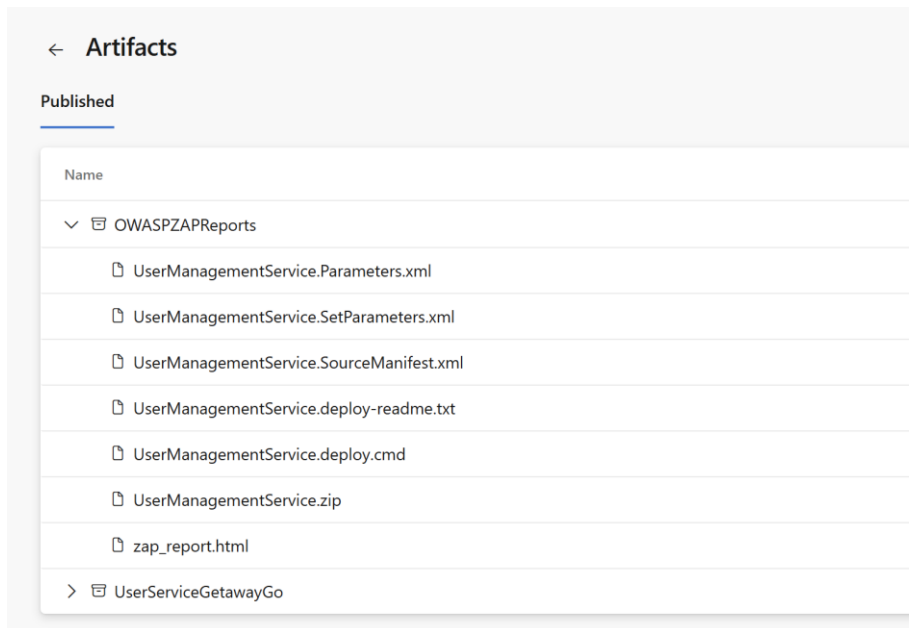 Artifacts
Published
Name
OWASPZAPReports
UserManagementService.Parameters.xml
UserManagementService.SetParameters.xml
UserManagementService.SourceManifest.xml
UserManagementService.deploy-readme.txt
UserManagementService.deploy.cmd
UserManagementService.zip
zap_report.html
UserServiceGetawayGo